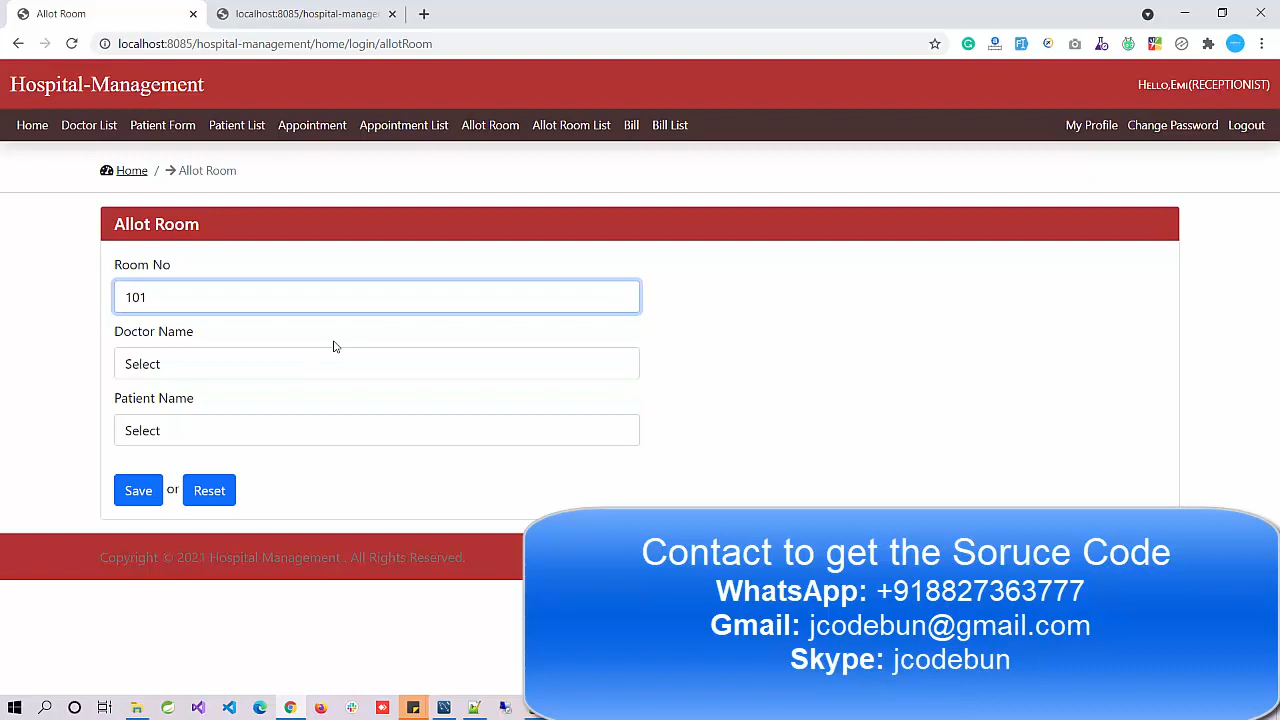 Allot Room
localhost:8085/hospital-manage
localhost:8085/hospital-management/home/login/allotRoom
Hospital-Management
Hello,Emi(RECEPTIONIST)
Home Doctor List Patient Form Patient List Appointment Appointment List Allot Room Allot Room List Bill Bill List My Profile Change Password Logout
Home / Allot Room
Allot Room
Room No
101
Doctor Name
Select
Patient Name
Select
Save or Reset
Copyright © 2021 Hospital Management . All Rights Reserved.
Contact to get the Soruce Code
WhatsApp: +918827363777
Gmail: jcodebun@gmail.com
Skype: jcodebun